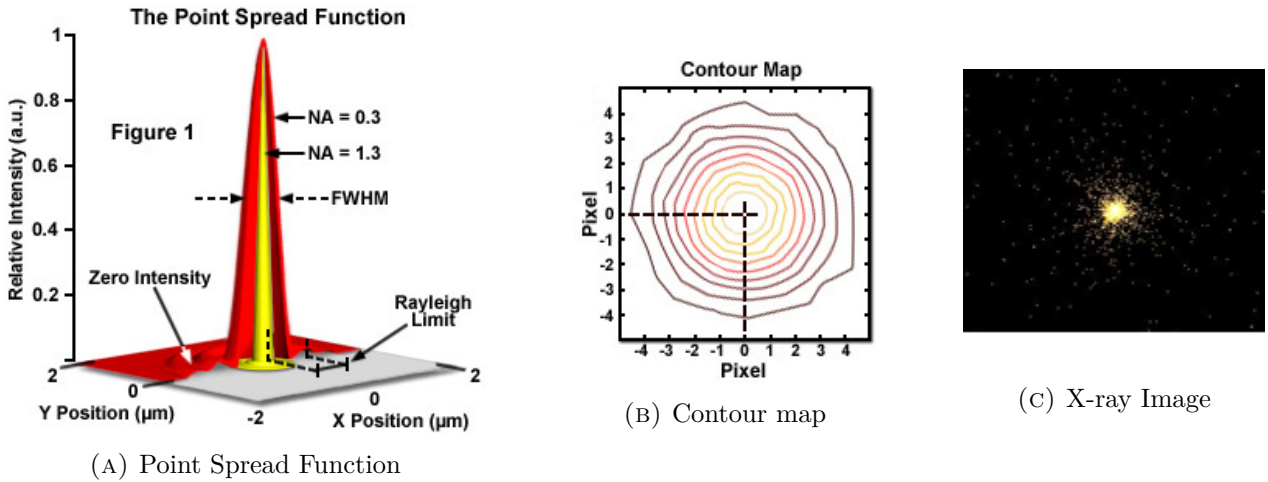 The Point Spread Function
Relative Intensity (a.u.)
1
0.8
0.6
0.4
0.2
Figure 1
NA = 0.3
NA = 1.3
FWHM
Zero Intensity
Rayleigh
Limit
2
0
Y Position (µm)
-2
0
2
X Position (µm)
(A) Point Spread Function
Contour Map
Pixel
4
3
2
1
0
-1
-2
-3
-4
-4 -3 -2 -1 0 1 2 3 4
Pixel
(B) Contour map
(C) X-ray Image